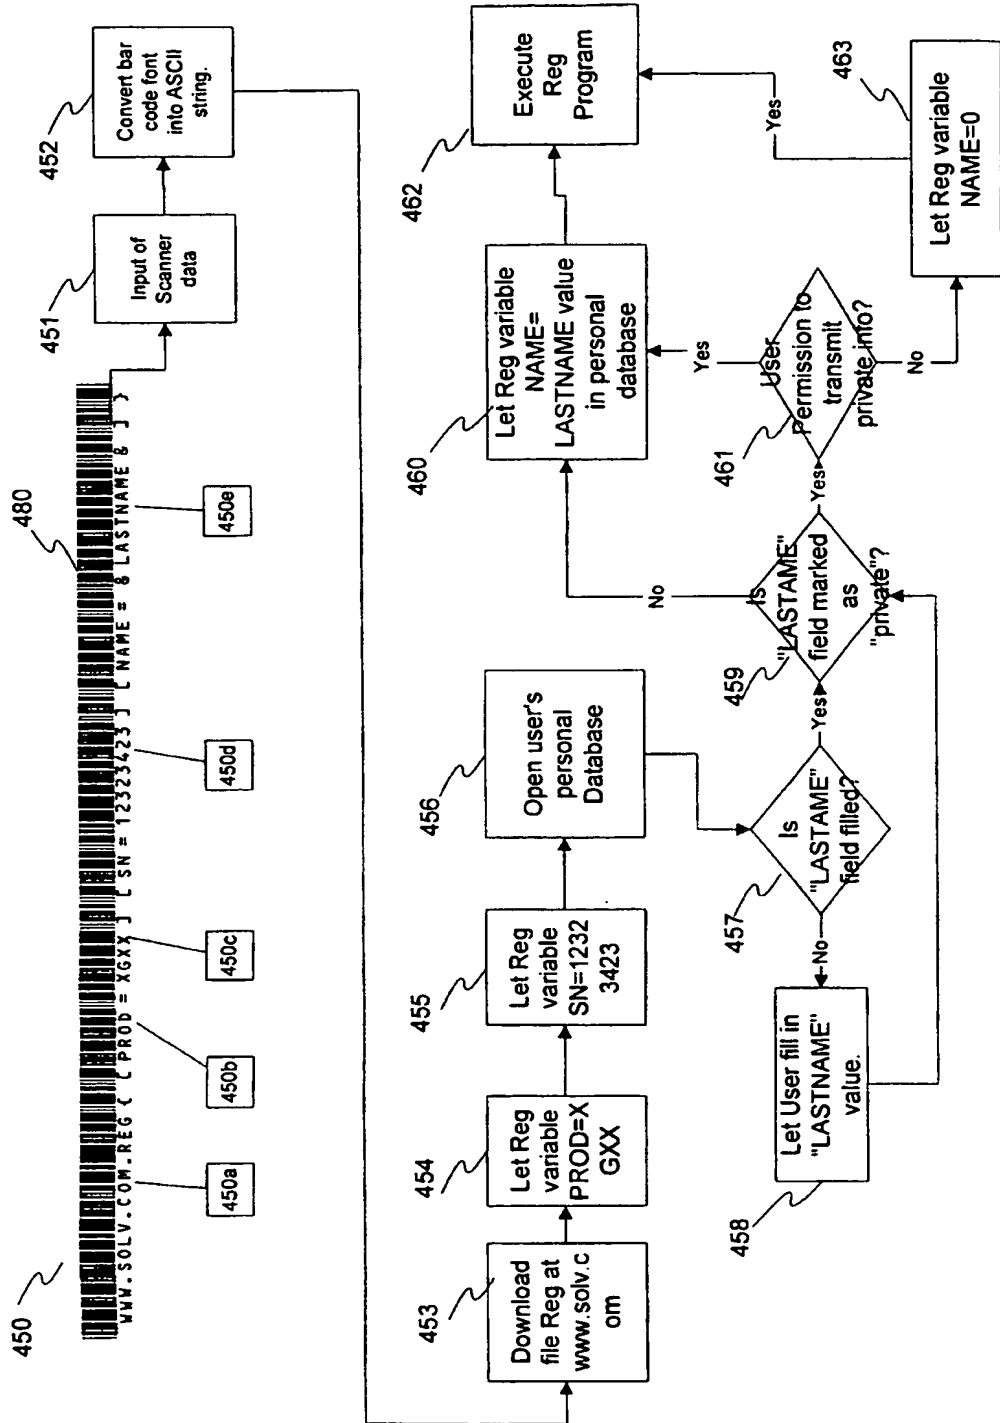 450
480
WWW.SOLV.COM.REG { [ PROD = XGXX ] [ SN = 12323423 ] [ NAME = & LASTNAME & ] }
450a
450b
450c
450d
450e
451
Input of
Scanner
data
452
Convert bar
code font
into ASCII
string.
453
Download
file Reg at
www.solv.c
om
454
Let Reg
variable
PROD=X
GXX
455
Let Reg
variable
SN=1232
3423
456
Open user's
personal
Database
457
Is
"LASTAME"
field filled?
No
Yes
458
Let User fill in
"LASTNAME"
value.
459
Is
"LASTAME"
field marked
as
"private"?
No
Yes
460
Let Reg variable
NAME=
LASTNAME value
in personal
database
461
User
Permission to
transmit
private info?
Yes
No
462
Execute
Reg
Program
Yes
463
Let Reg variable
NAME=0